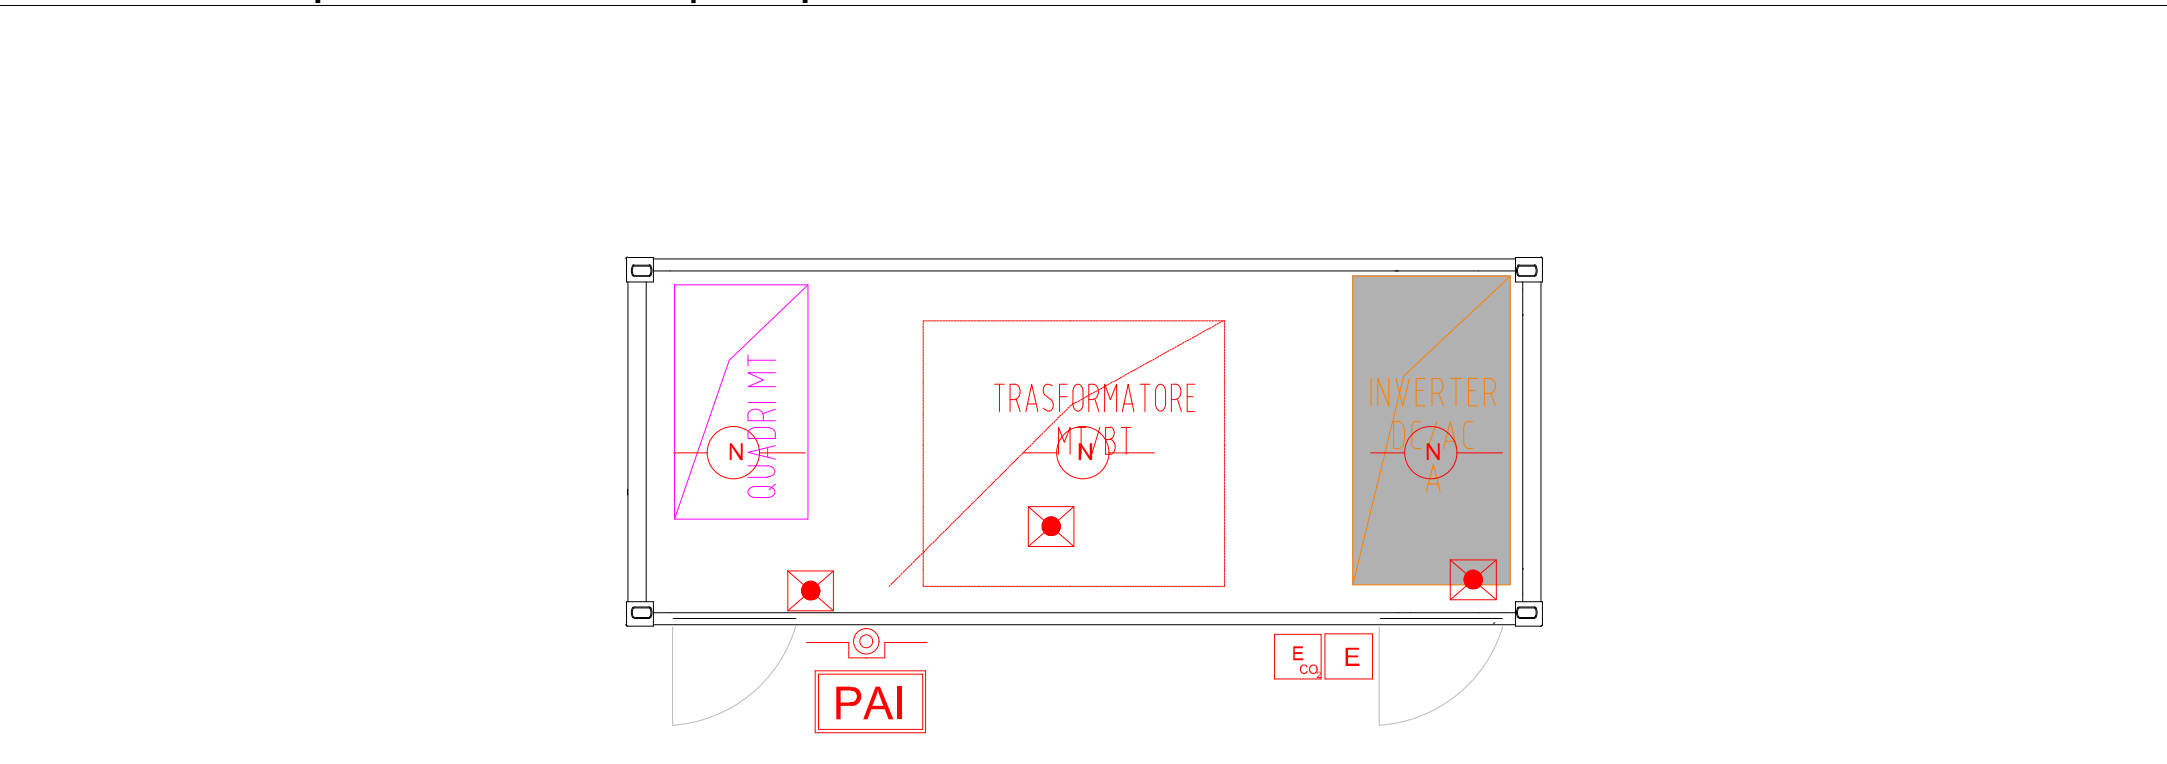 QUADRI MT
N
TRASFORMATORE
MT/BT
N
INVERTER
DC/AC
A
N
PAI
E
CO2
E